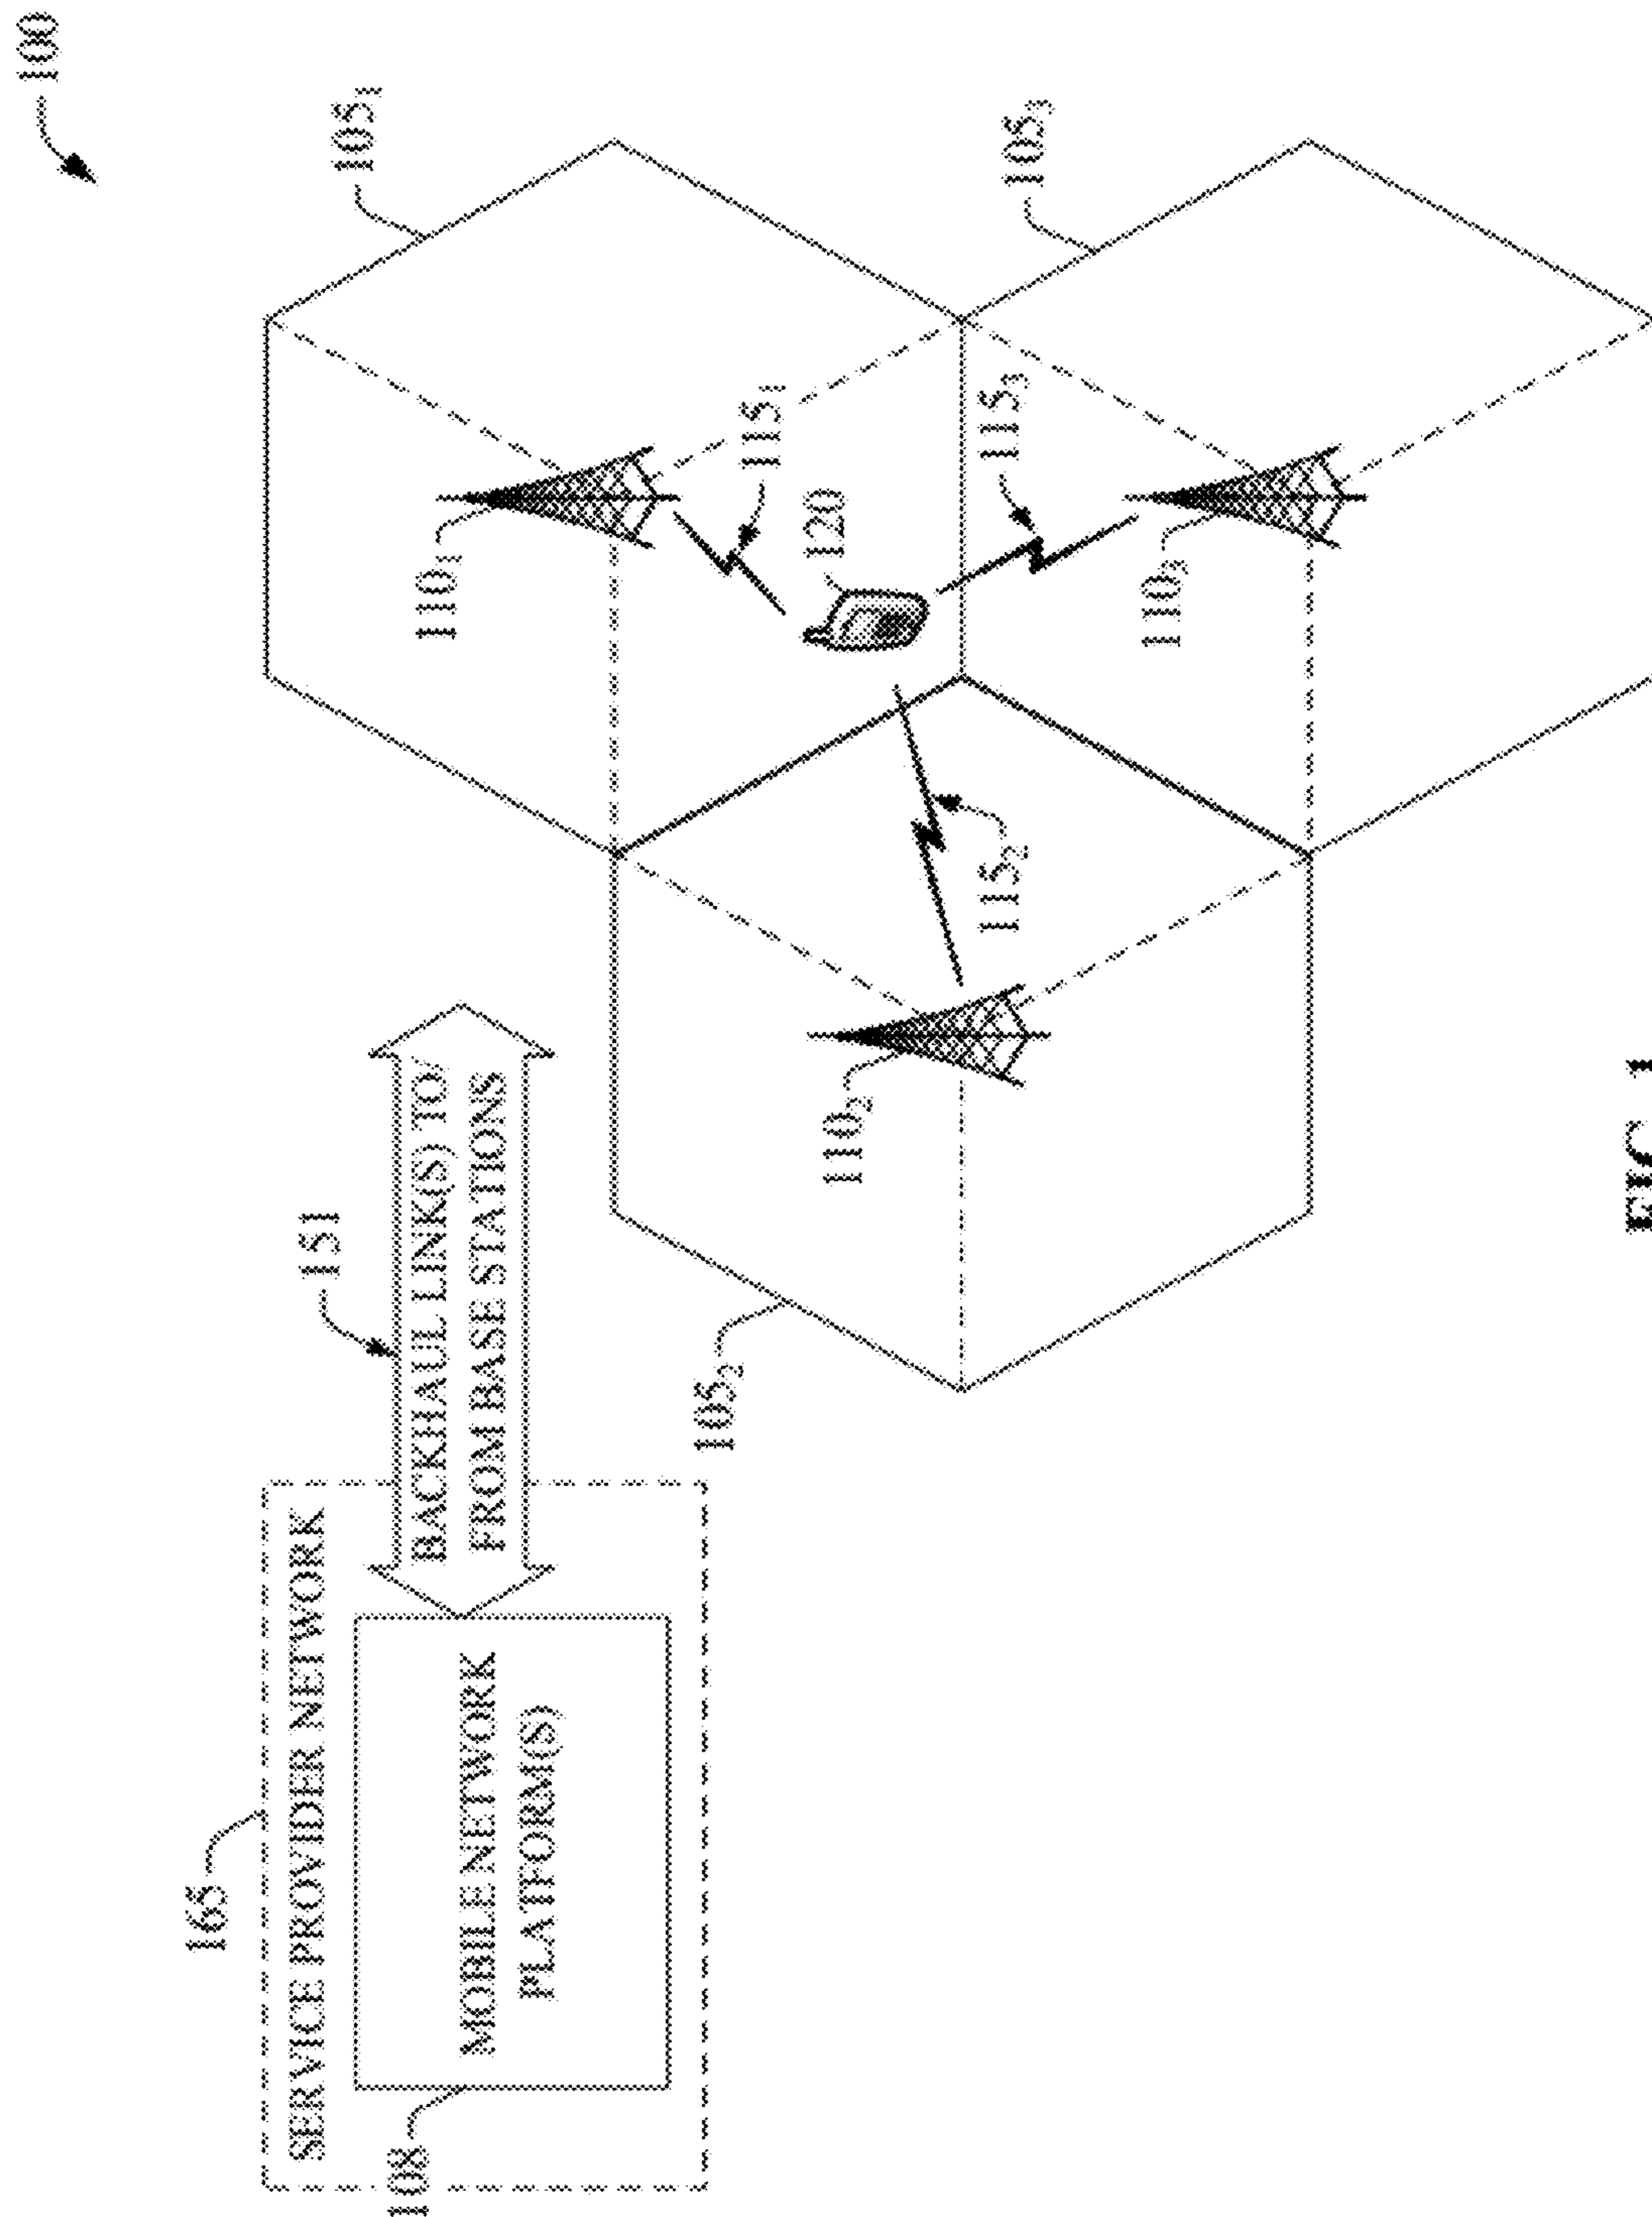 100
165
SERVICE PROVIDER NETWORK
151
105₁
108
BACKHAUL LINK(S) TO/
FROM BASE STATIONS
110₁
MOBILE NETWORK
PLATFORM(S)
105₂
115₁
120
110₂
115₂
115₃
105₃
110₃
FIG. 1